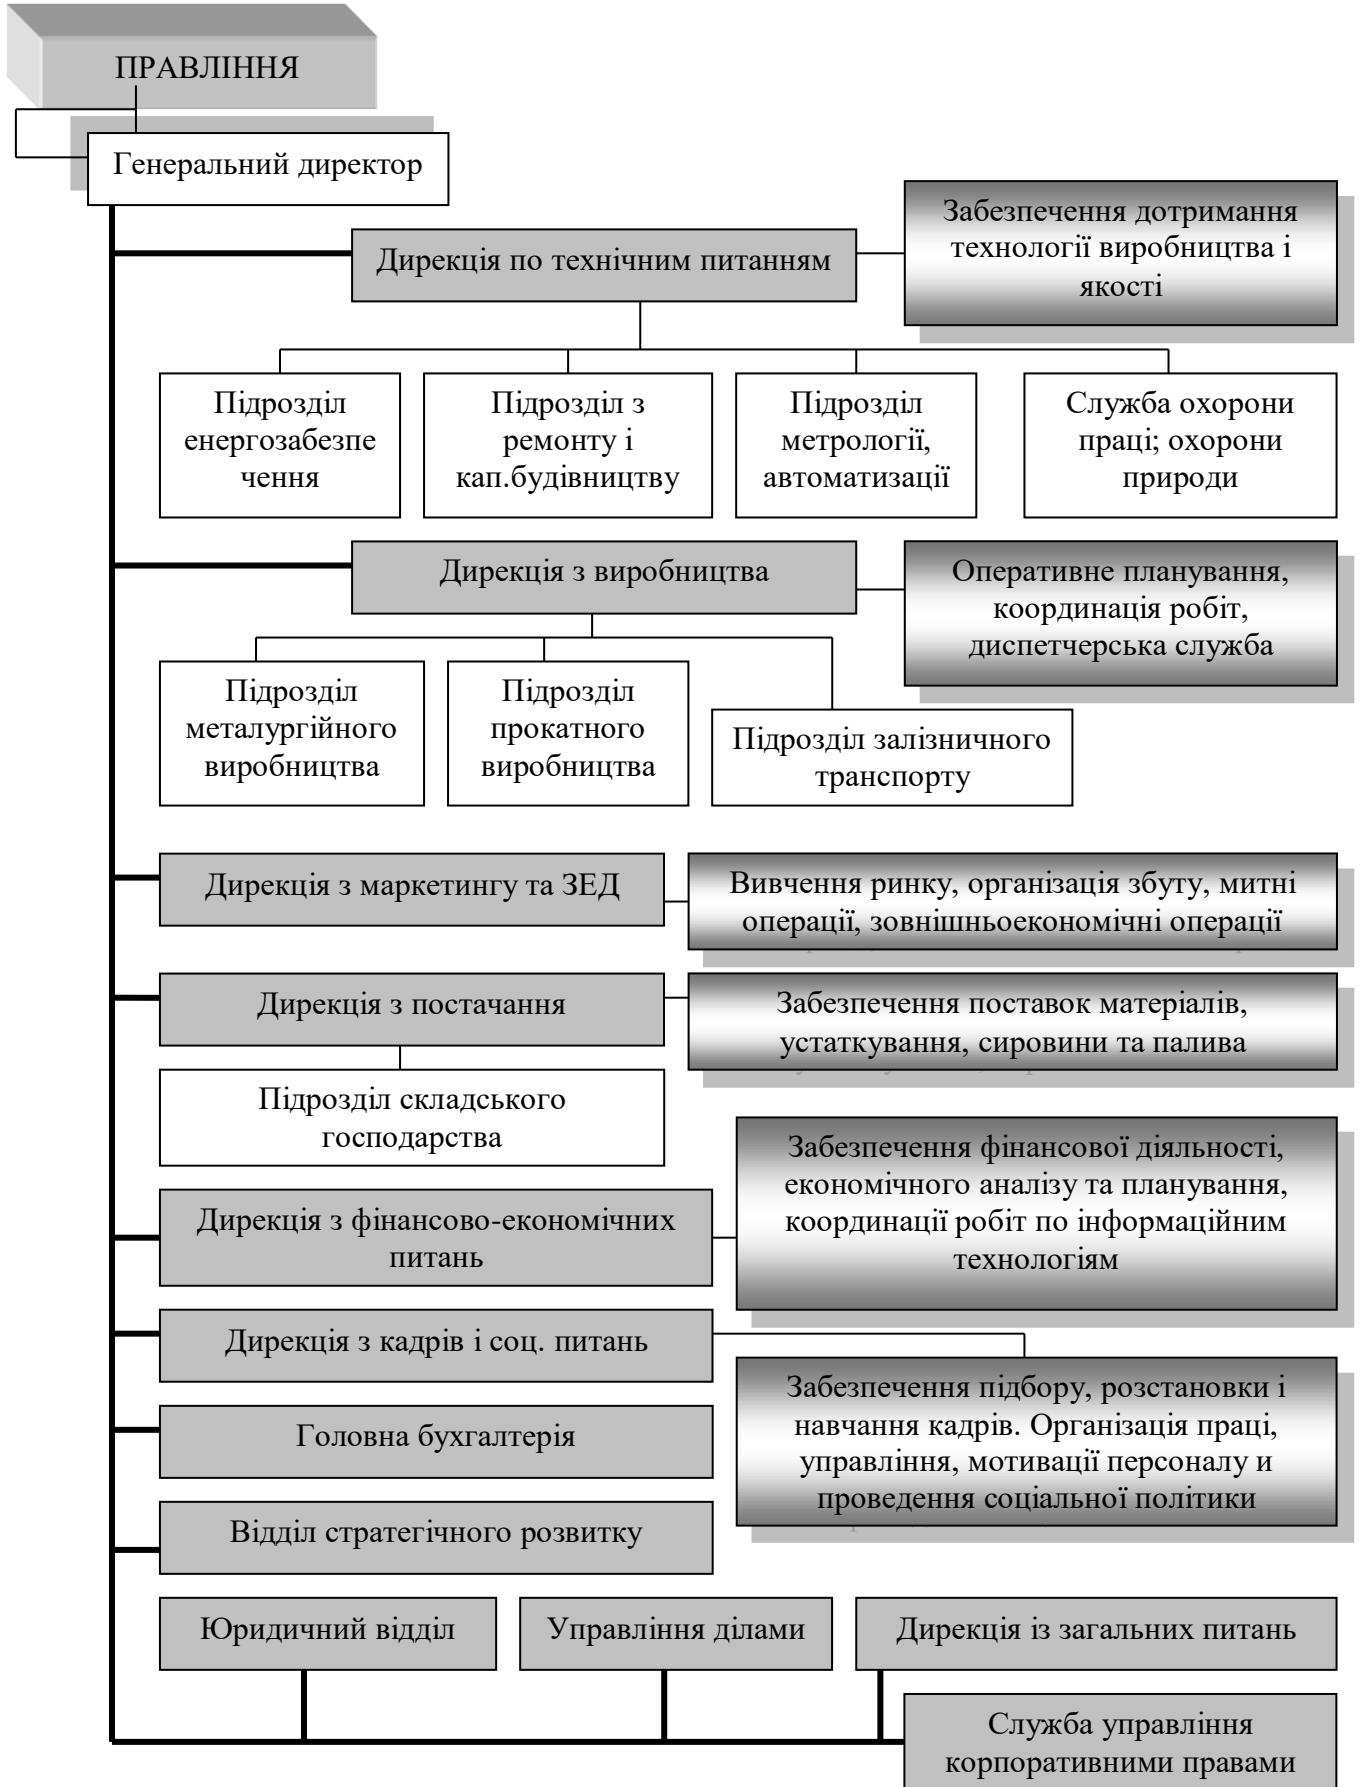 ПРАВЛІННЯ
Генеральний директор
Забезпечення дотримання
технології виробництва і
якості
Дирекція по технічним питанням
Підрозділ
енергозабезпе
чення
Підрозділ з
ремонту і
кап.будівництву
Підрозділ
метрології,
автоматизації
Служба охорони
праці; охорони
природи
Дирекція з виробництва
Оперативне планування,
координація робіт,
диспетчерська служба
Підрозділ
металургійного
виробництва
Підрозділ
прокатного
виробництва
Підрозділ залізничного
транспорту
Дирекція з маркетингу та ЗЕД
Вивчення ринку, організація збуту, митні
операції, зовнішньоекономічні операції
Дирекція з постачання
Забезпечення поставок матеріалів,
устаткування, сировини та палива
Підрозділ складського
господарства
Забезпечення фінансової діяльності,
економічного аналізу та планування,
координації робіт по інформаційним
технологіям
Дирекція з фінансово-економічних
питань
Дирекція з кадрів і соц. питань
Забезпечення підбору, розстановки і
навчання кадрів. Організація праці,
управління, мотивації персоналу и
проведення соціальної політики
Головна бухгалтерія
Відділ стратегічного розвитку
Юридичний відділ
Управління ділами
Дирекція із загальних питань
Служба управління
корпоративними правами